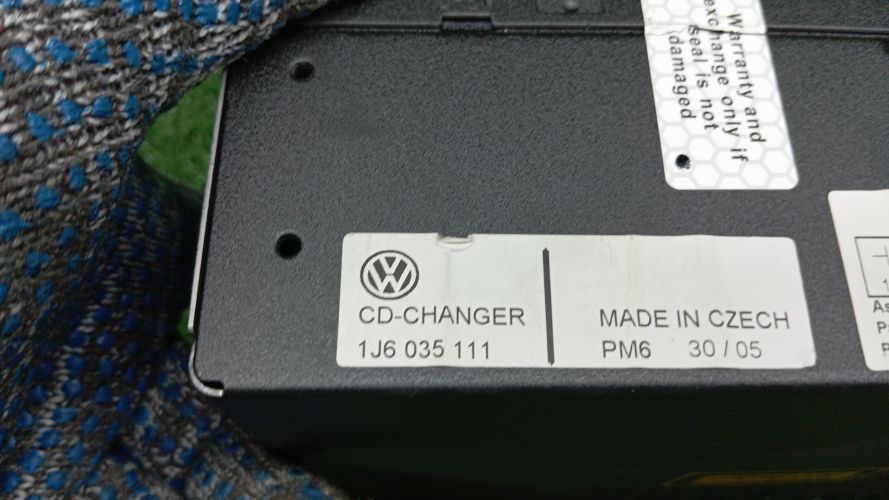 Warranty and
exchange only if
seal is not
damaged
VW
CD-CHANGER
1J6 035 111
MADE IN CZECH
PM6 30 / 05